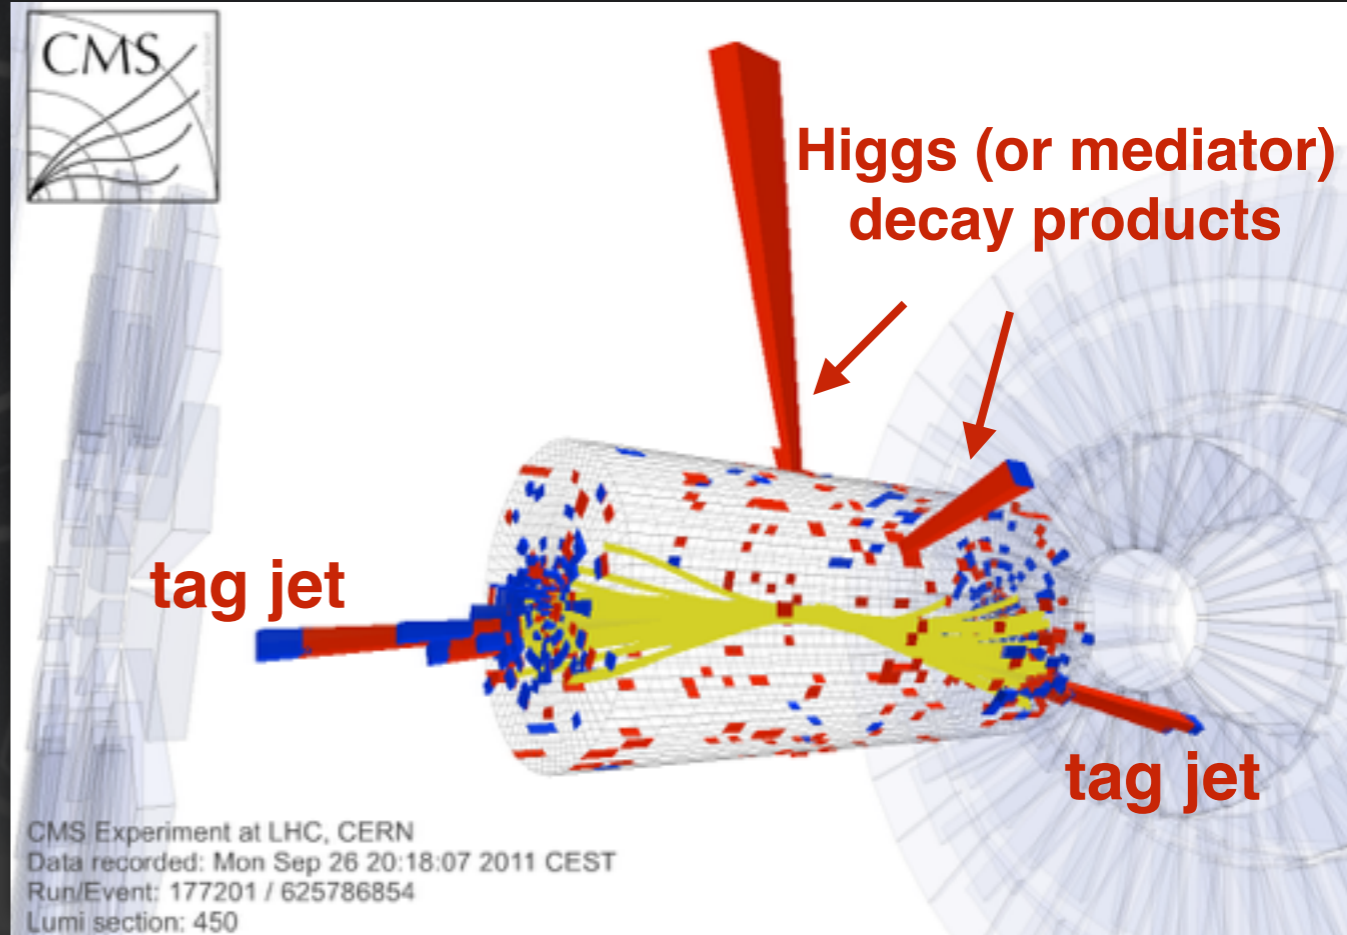 CMS
Higgs (or mediator)
decay products
tag jet
tag jet
CMS Experiment at LHC, CERN
Data recorded: Mon Sep 26 20:18:07 2011 CEST
Run/Event: 177201 / 625786854
Lumi section: 450